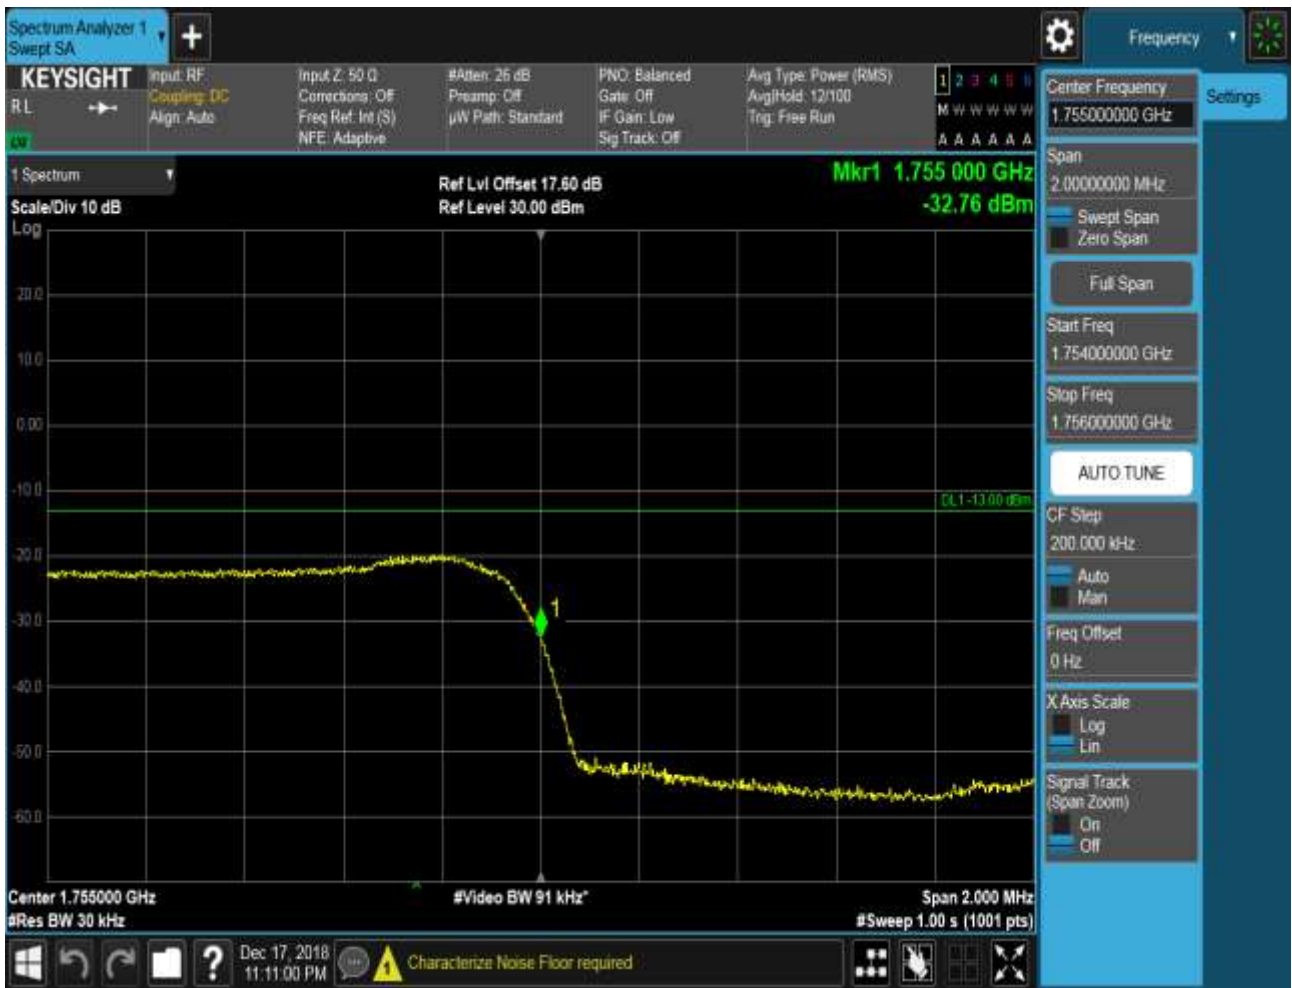 Spectrum Analyzer 1
Swept SA
Frequency
KEYSIGHT
R L
Input: RF
Coupling: DC
Align: Auto
Input Z: 50 Ω
Corrections: Off
Freq Ref: Int (S)
NFE: Adaptive
#Atten: 26 dB
Preamp: Off
µW Path: Standard
PNO: Balanced
Gate: Off
IF Gain: Low
Sig Track: Off
Avg Type: Power (RMS)
Avg|Hold: 12/100
Trig: Free Run
1 2 3 4 5 6
M W W W W W
A A A A A A
1 Spectrum
Scale/Div 10 dB
Log
Ref Lvl Offset 17.60 dB
Ref Level 30.00 dBm
Mkr1 1.755 000 GHz
-32.76 dBm
20.0
10.0
0.00
-10.0
-20.0
-30.0
-40.0
-50.0
-60.0
DL1 -13.00 dBm
1
Center 1.755000 GHz
#Res BW 30 kHz
#Video BW 91 kHz*
Span 2.000 MHz
#Sweep 1.00 s (1001 pts)
Center Frequency
1.755000000 GHz
Settings
Span
2.00000000 MHz
Swept Span
Zero Span
Full Span
Start Freq
1.754000000 GHz
Stop Freq
1.756000000 GHz
AUTO TUNE
CF Step
200.000 kHz
Auto
Man
Freq Offset
0 Hz
X Axis Scale
Log
Lin
Signal Track
(Span Zoom)
On
Off
?
Dec 17, 2018
11:11:00 PM
1
Characterize Noise Floor required